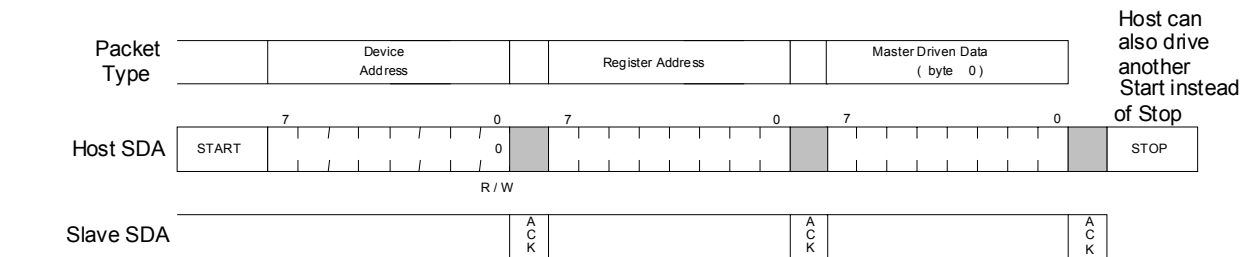 Host can
also drive
another
Start instead
of Stop
Packet
Type
Device
Address
Register Address
Master Driven Data
( byte 0 )
7 0 7 0 7 0
Host SDA
START
0
STOP
R / W
Slave SDA
A
C
K
A
C
K
A
C
K